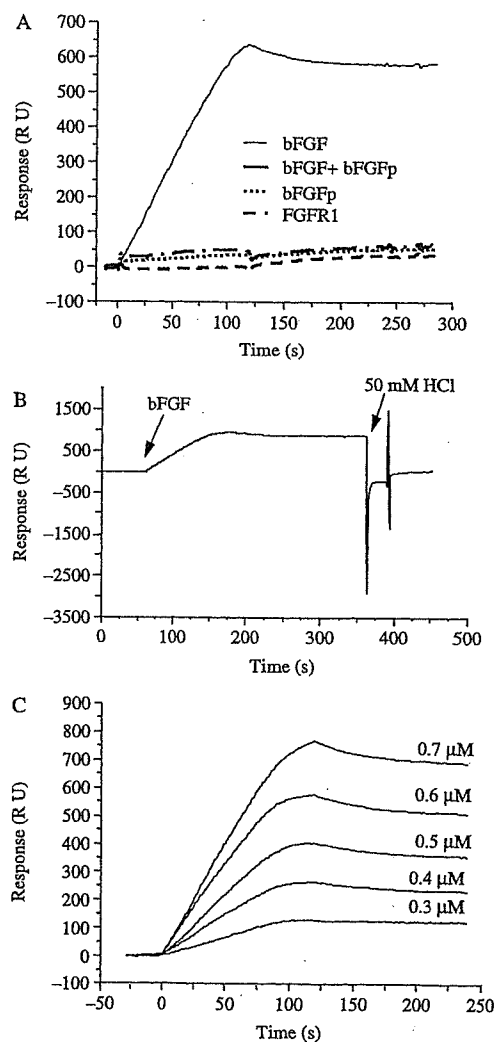 A
700
600
500
400
300
200
100
0
−100
Response (R U)
bFGF
bFGF+ bFGFp
bFGFp
FGFR1
0 50 100 150 200 250 300
Time (s)
B
50 mM HCl
bFGF
1500
500
−500
−1500
−2500
−3500
Response (R U)
0 100 200 300 400 500
Time (s)
C
900
800
700
600
500
400
300
200
100
0
−100
Response (R U)
0.7 μM
0.6 μM
0.5 μM
0.4 μM
0.3 μM
−50 0 50 100 150 200 250
Time (s)